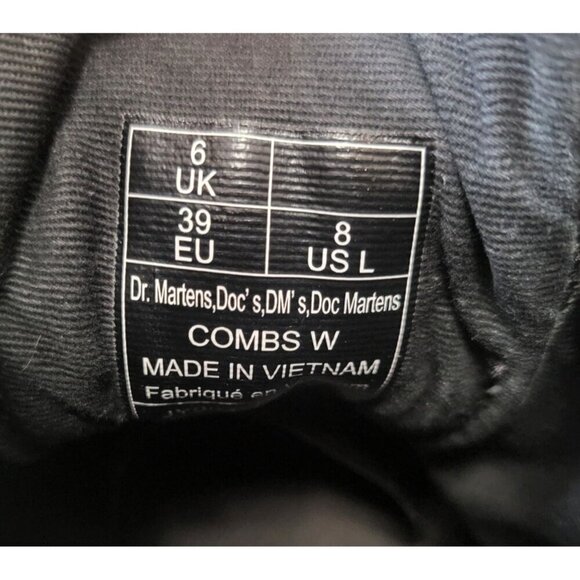 6
UK
39
EU
8
US L
Dr. Martens,Doc's,DM's,Doc Martens
COMBS W
MADE IN VIETNAM
Fabriqué en